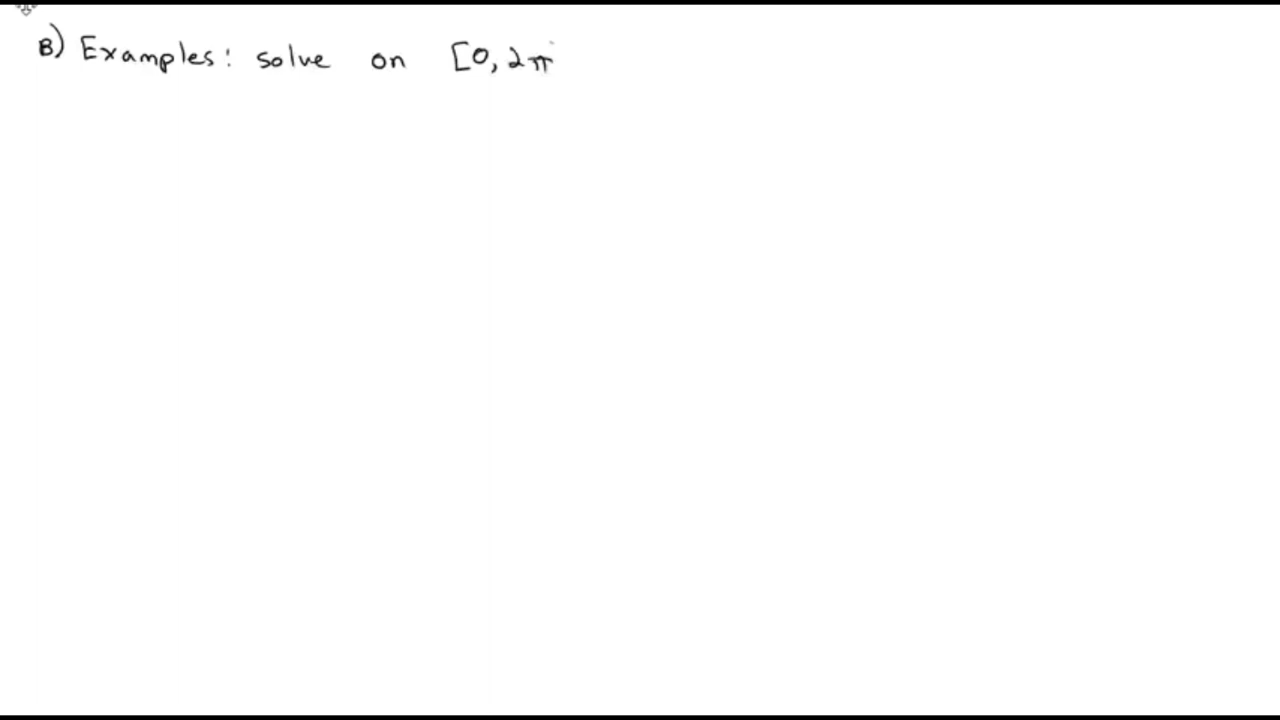 B) Examples: solve on [0, 2π